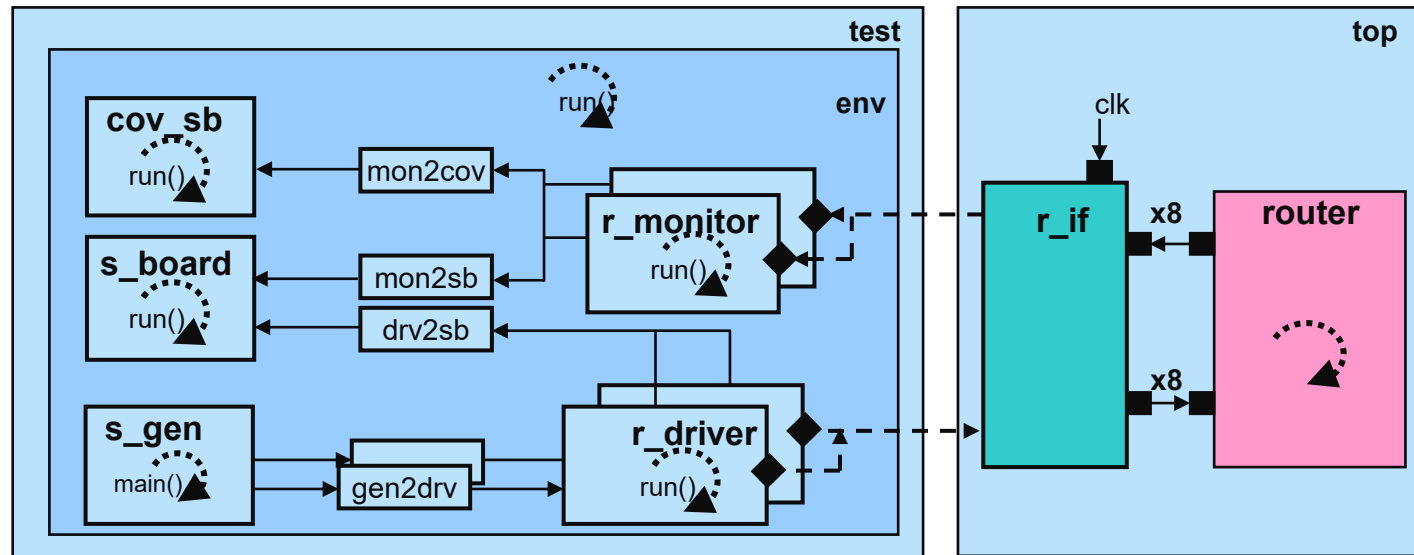 test
env
run()
cov_sb
run()
mon2cov
r_monitor
run()
s_board
run()
mon2sb
drv2sb
s_gen
main()
gen2drv
r_driver
run()
top
clk
r_if
x8
x8
router